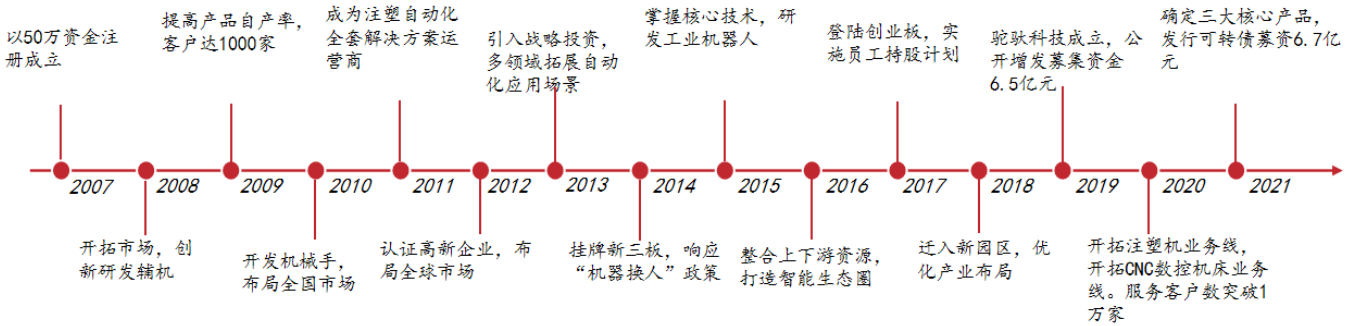 以50万资金注
册成立
提高产品自产率,
客户达1000家
成为注塑自动化
全套解决方案运
营商
引入战略投资,
多领域拓展自动
化应用场景
掌握核心技术,研
发工业机器人
登陆创业板,实
施员工持股计划
驼驮科技成立,公
开增发募集资金
6.5亿元
确定三大核心产品,
发行可转债募资6.7亿
元
2007
2008
2009
2010
2011
2012
2013
2014
2015
2016
2017
2018
2019
2020
2021
开拓市场,创
新研发辅机
开发机械手,
布局全国市场
认证高新企业,布
局全球市场
挂牌新三板,响应
“机器换人”政策
整合上下游资源,
打造智能生态圈
迁入新园区,优
化产业布局
开拓注塑机业务线,
开拓CNC数控机床业务
线。服务客户数突破1
万家